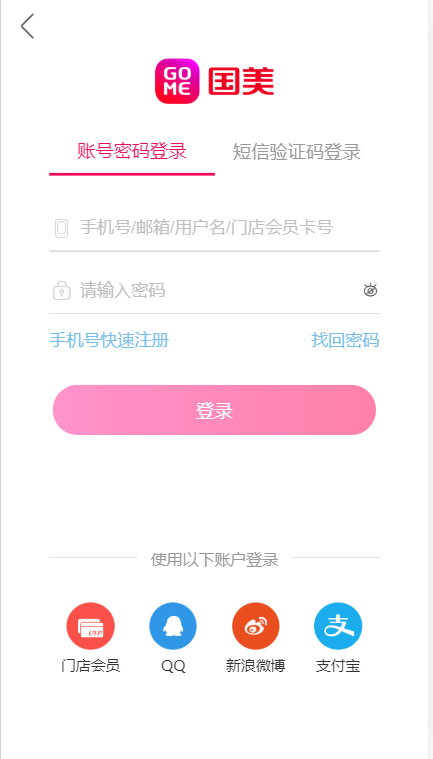 GO
ME 国美
账号密码登录 短信验证码登录
手机号/邮箱/用户名/门店会员卡号
请输入密码
手机号快速注册 找回密码
登录
使用以下账户登录
VIP 支
门店会员 QQ 新浪微博 支付宝